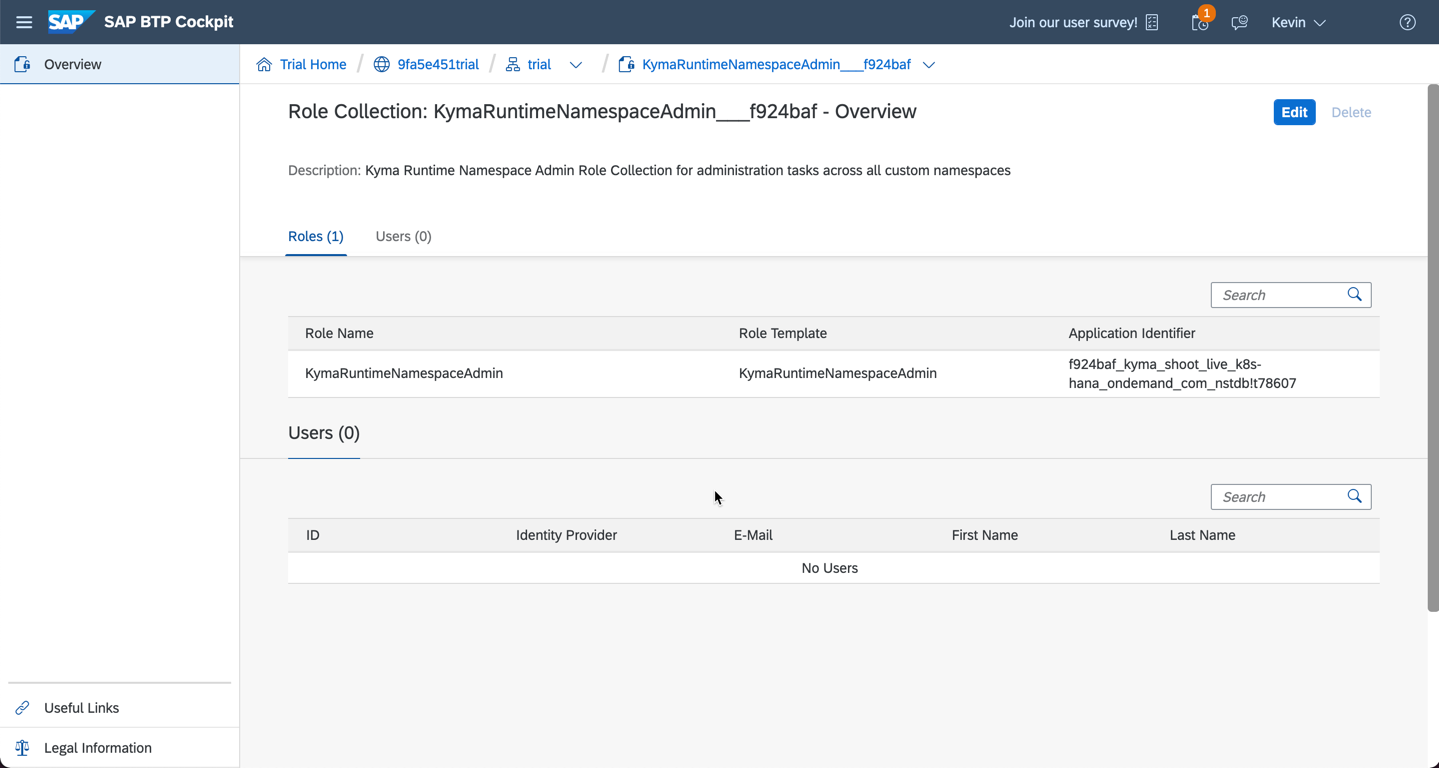 SAP SAP BTP Cockpit
Join our user survey!
1
Kevin
Overview
Trial Home / 9fa5e451trial / trial / KymaRuntimeNamespaceAdmin___f924baf
Role Collection: KymaRuntimeNamespaceAdmin___f924baf - Overview
Edit
Delete
Description: Kyma Runtime Namespace Admin Role Collection for administration tasks across all custom namespaces
Roles (1)
Users (0)
Search
Role Name Role Template Application Identifier
KymaRuntimeNamespaceAdmin KymaRuntimeNamespaceAdmin f924baf_kyma_shoot_live_k8s-
hana_ondemand_com_nstdb!t78607
Users (0)
Search
ID Identity Provider E-Mail First Name Last Name
No Users
Useful Links
Legal Information